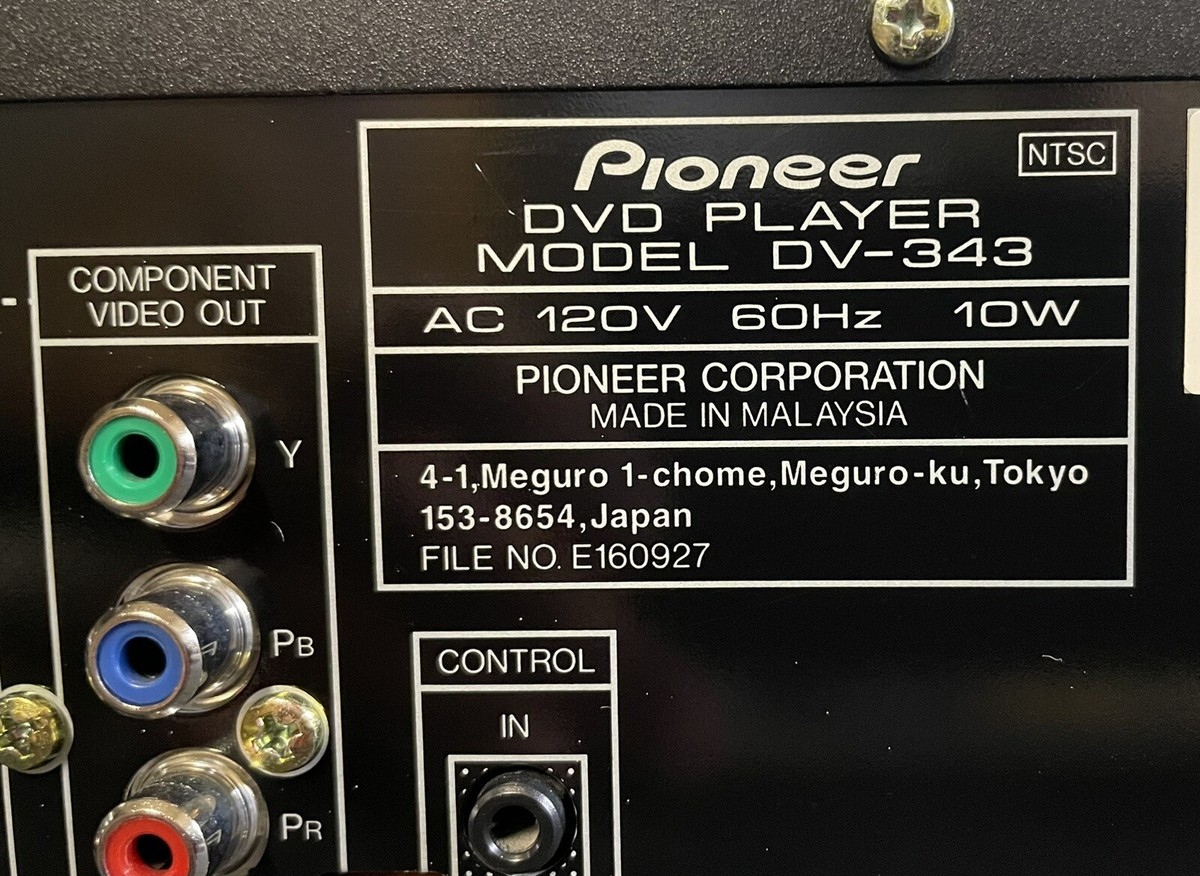 Pioneer
NTSC
DVD PLAYER
MODEL DV-343
AC 120V 60Hz 10W
PIONEER CORPORATION
MADE IN MALAYSIA
4-1,Meguro 1-chome,Meguro-ku,Tokyo
153-8654,Japan
FILE NO. E160927
COMPONENT
VIDEO OUT
Y
PB
PR
CONTROL
IN